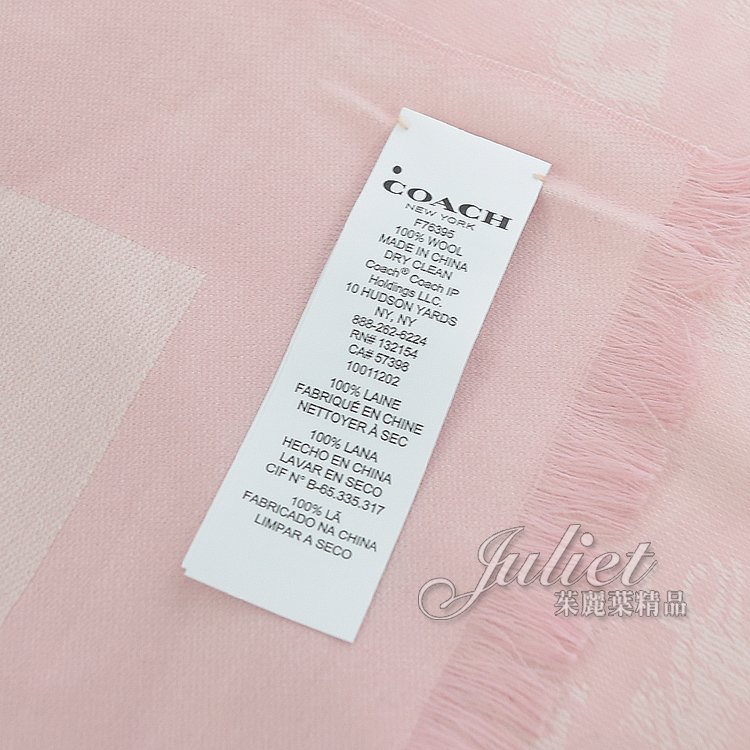 COACH
NEW YORK
F76395
100% WOOL
MADE IN CHINA
DRY CLEAN
Coach® Coach IP
Holdings LLC.
10 HUDSON YARDS
NY, NY
888-262-6224
RN# 132154
CA# 57398
10011202
100% LAINE
FABRIQUÉ EN CHINE
NETTOYER À SEC
100% LANA
HECHO EN CHINA
LAVAR EN SECO
CIF N° B-65.335.317
100% LÃ
FABRICADO NA CHINA
LIMPAR A SECO
Juliet
茱麗葉精品